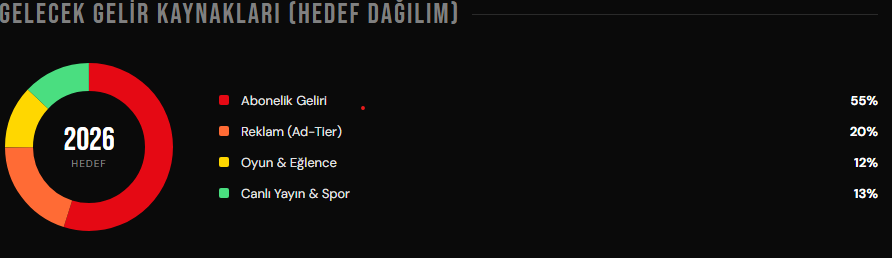 GELECEK GELİR KAYNAKLARI (HEDEF DAĞILIM)
2026
HEDEF
Abonelik Geliri 55%
Reklam (Ad-Tier) 20%
Oyun & Eğlence 12%
Canlı Yayın & Spor 13%